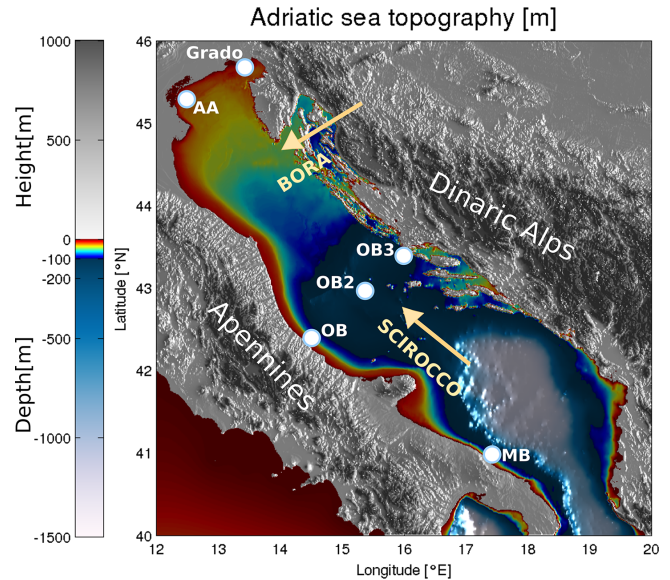 Adriatic sea topography [m]
Height[m]
Depth[m]
1000
500
0
-100
-200
-500
-1000
-1500
Latitude [°N]
46
45
44
43
42
41
40
Grado
AA
BORA
Dinaric Alps
OB3
OB2
OB
SCIROCCO
Apennines
MB
12
13
14
15
16
17
18
19
20
Longitude [°E]